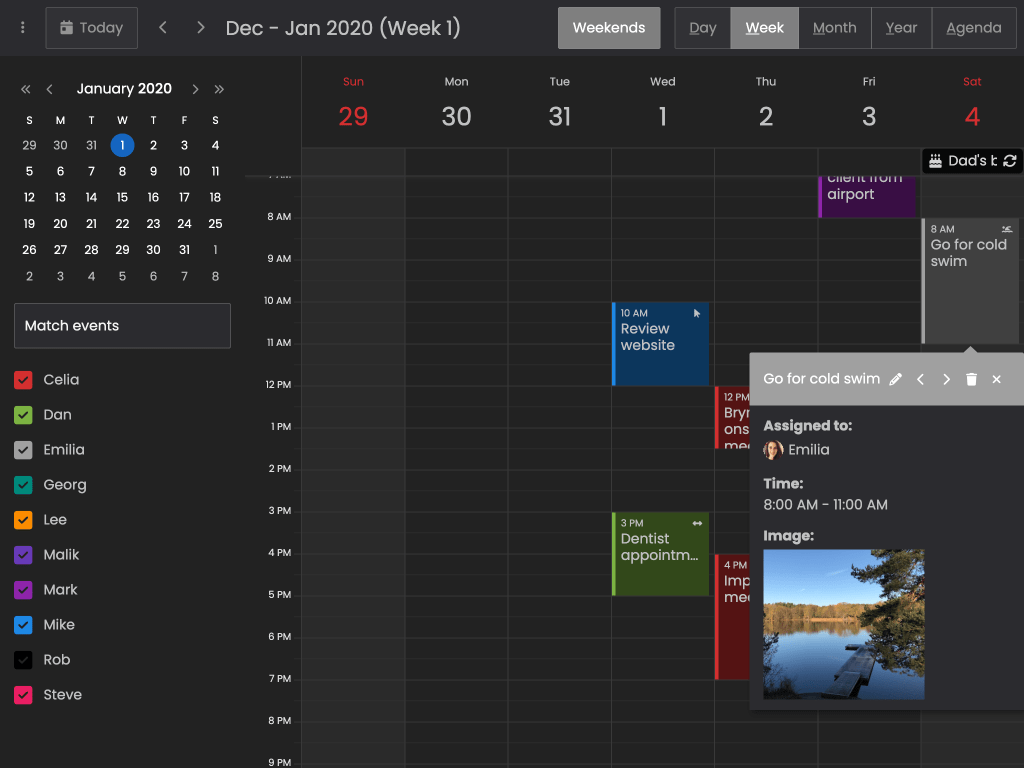 Today
Dec - Jan 2020 (Week 1)
Weekends
Day
Week
Month
Year
Agenda
January 2020
S M T W T F S
29 30 31 1 2 3 4
5 6 7 8 9 10 11
12 13 14 15 16 17 18
19 20 21 22 23 24 25
26 27 28 29 30 31 1
2 3 4 5 6 7 8
Match events
Celia
Dan
Emilia
Georg
Lee
Malik
Mark
Mike
Rob
Steve
Sun Mon Tue Wed Thu Fri Sat
29 30 31 1 2 3 4
Dad's
7 AM
8 AM
9 AM
10 AM
11 AM
12 PM
1 PM
2 PM
3 PM
4 PM
5 PM
6 PM
7 PM
8 PM
9 PM
10 AM
Review
website
3 PM
Dentist
appointm...
12 PM
4 PM
client from
airport
8 AM
Go for cold
swim
Go for cold swim
Assigned to:
Emilia
Time:
8:00 AM - 11:00 AM
Image: